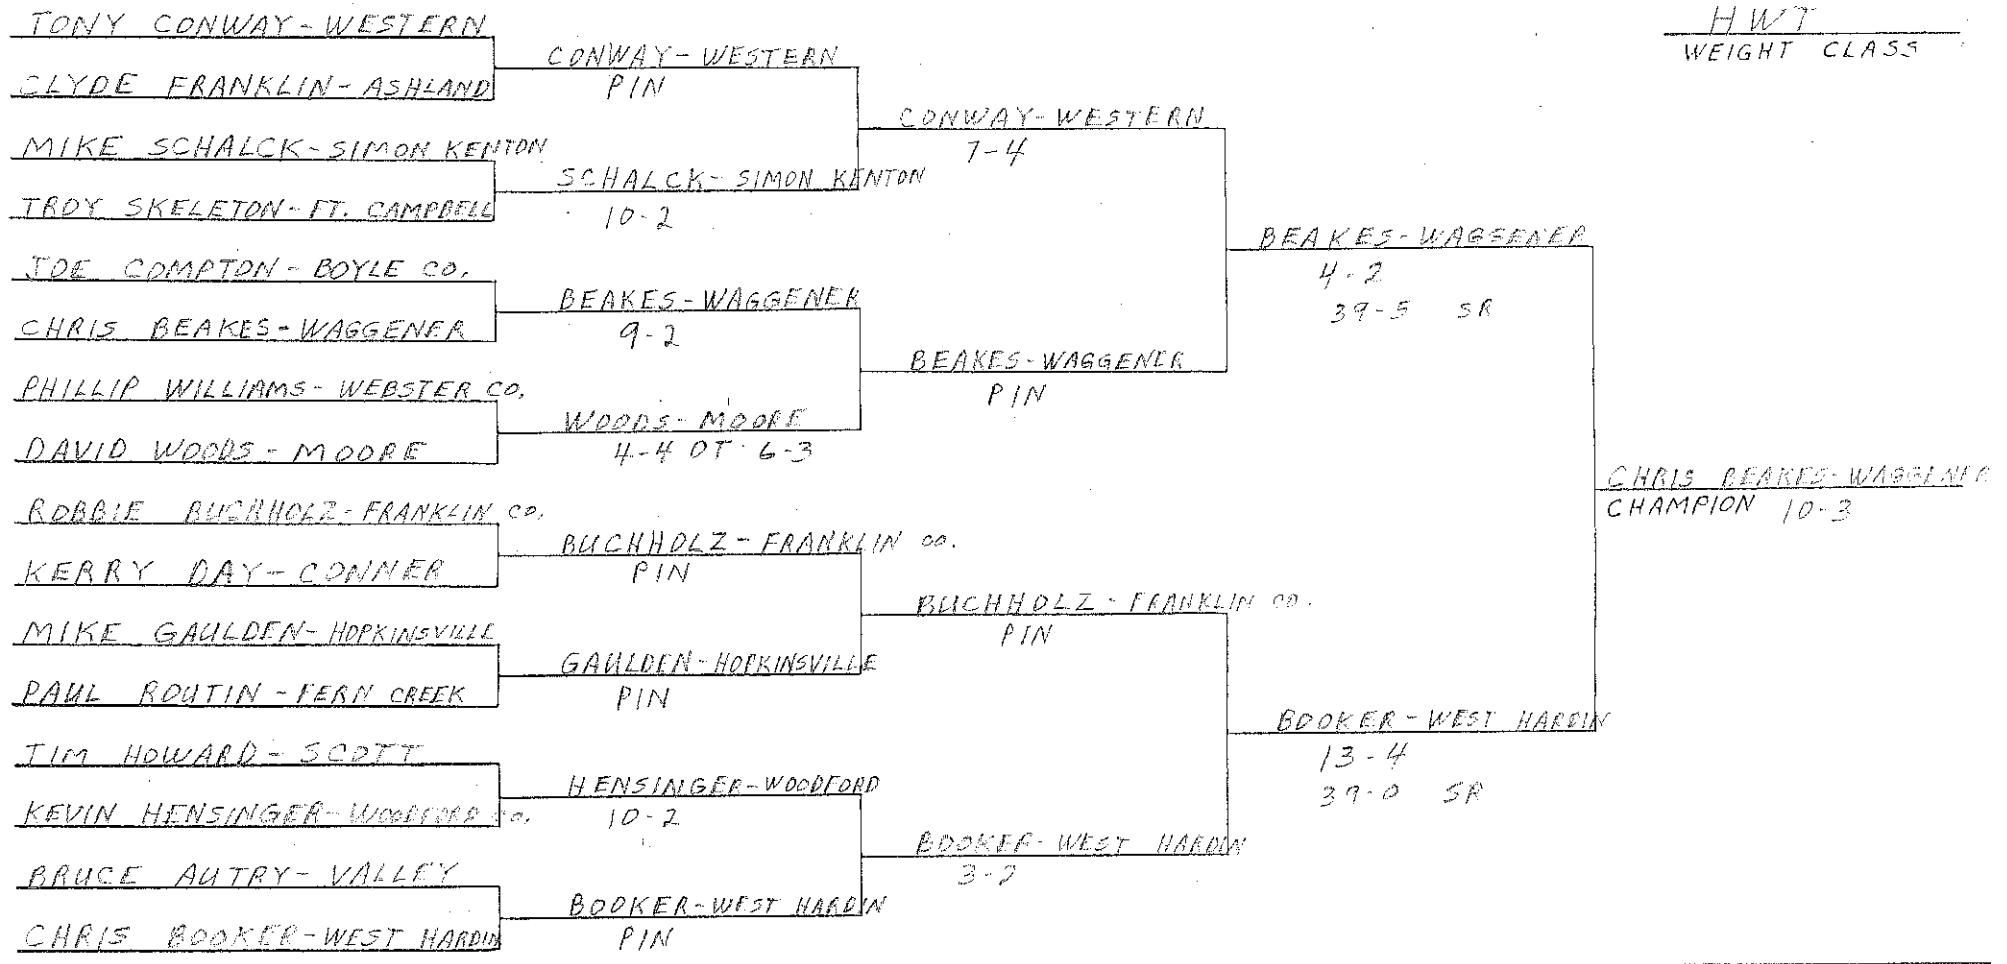 HWT
WEIGHT CLASS
TONY CONWAY-WESTERN
CLYDE FRANKLIN-ASHLAND
MIKE SCHALCK-SIMON KENTON
TROY SKELETON-FT. CAMPBELL
JOE COMPTON-BOYLE CO.
CHRIS BEAKES-WAGGENER
PHILLIP WILLIAMS-WEBSTER CO.
DAVID WOODS-MOORE
ROBBIE BUCHHOLZ-FRANKLIN CO.
KERRY DAY-CONNER
MIKE GAULDEN-HOPKINSVILLE
PAUL ROUTIN-FERN CREEK
TIM HOWARD-SCOTT
KEVIN HENSINGER-WOODFORD CO.
BRUCE AUTRY-VALLEY
CHRIS BOOKER-WEST HARDIN
CONWAY-WESTERN
PIN
SCHALCK-SIMON KENTON
10-2
BEAKES-WAGGENER
9-2
WOODS-MOORE
4-4 OT 6-3
BUCHHOLZ-FRANKLIN CO.
PIN
GAULDEN-HOPKINSVILLE
PIN
HENSINGER-WOODFORD
10-2
BOOKER-WEST HARDIN
PIN
CONWAY-WESTERN
7-4
BEAKES-WAGGENER
PIN
BUCHHOLZ-FRANKLIN CO.
PIN
BOOKER-WEST HARDIN
3-2
BEAKES-WAGGENER
4-2
39-5 SR
BOOKER-WEST HARDIN
13-4
39-0 SR
CHRIS BEAKES-WAGGENER
CHAMPION 10-3